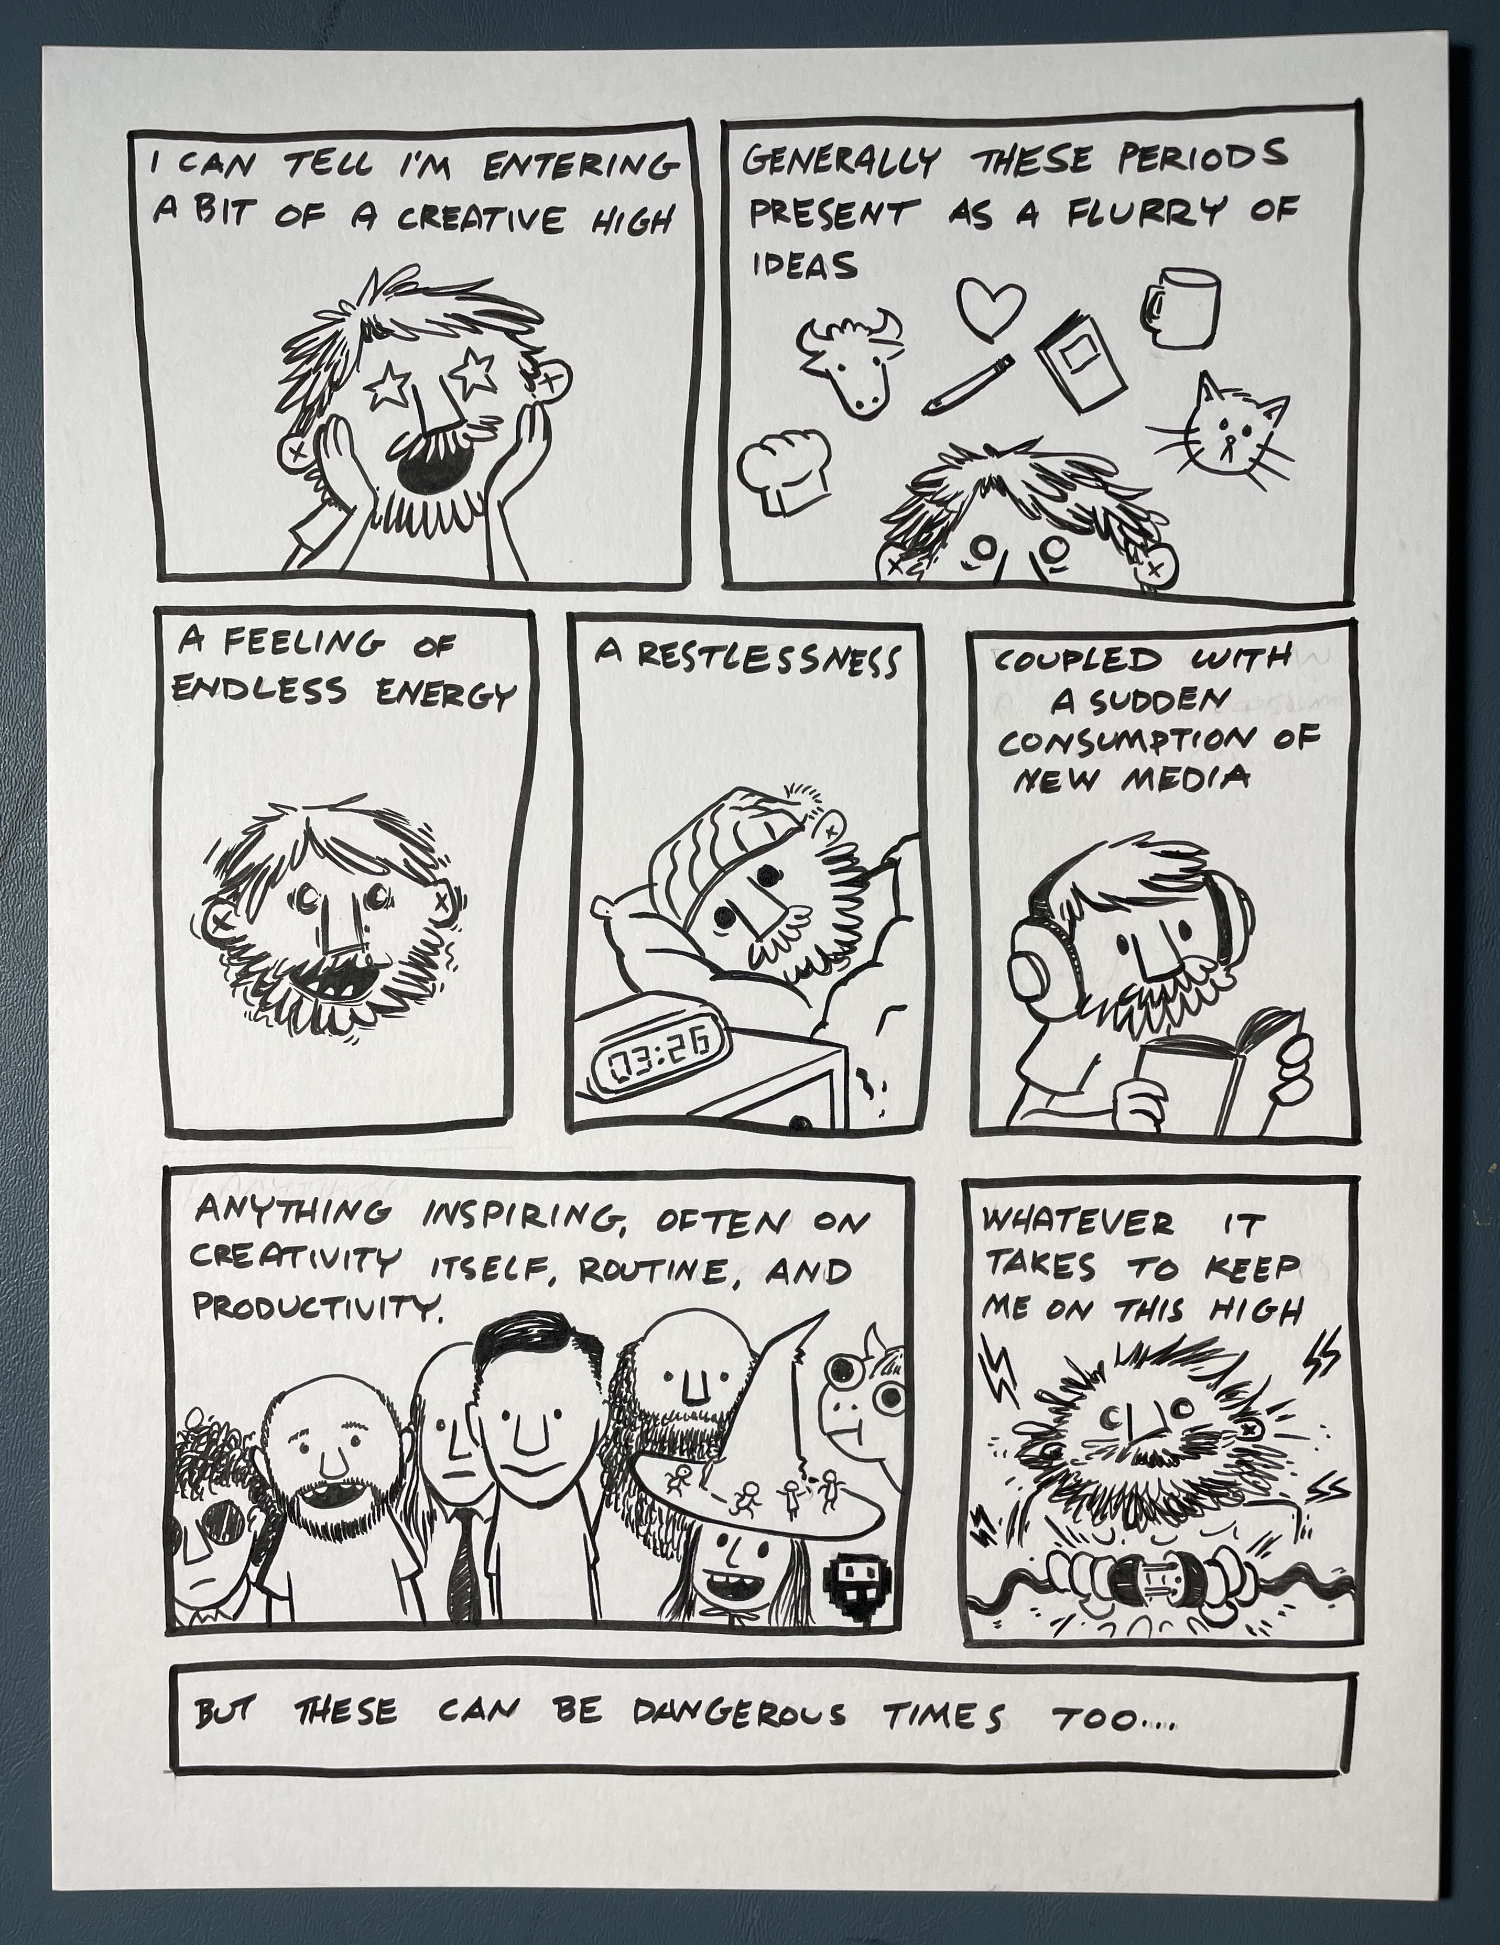 I CAN TELL I'M ENTERING
A BIT OF A CREATIVE HIGH
GENERALLY THESE PERIODS
PRESENT AS A FLURRY OF
IDEAS
A FEELING OF
ENDLESS ENERGY
A RESTLESSNESS
03:26
COUPLED WITH
A SUDDEN
CONSUMPTION OF
NEW MEDIA
ANYTHING INSPIRING, OFTEN ON
CREATIVITY ITSELF, ROUTINE, AND
PRODUCTIVITY.
WHATEVER IT
TAKES TO KEEP
ME ON THIS HIGH
BUT THESE CAN BE DANGEROUS TIMES TOO....